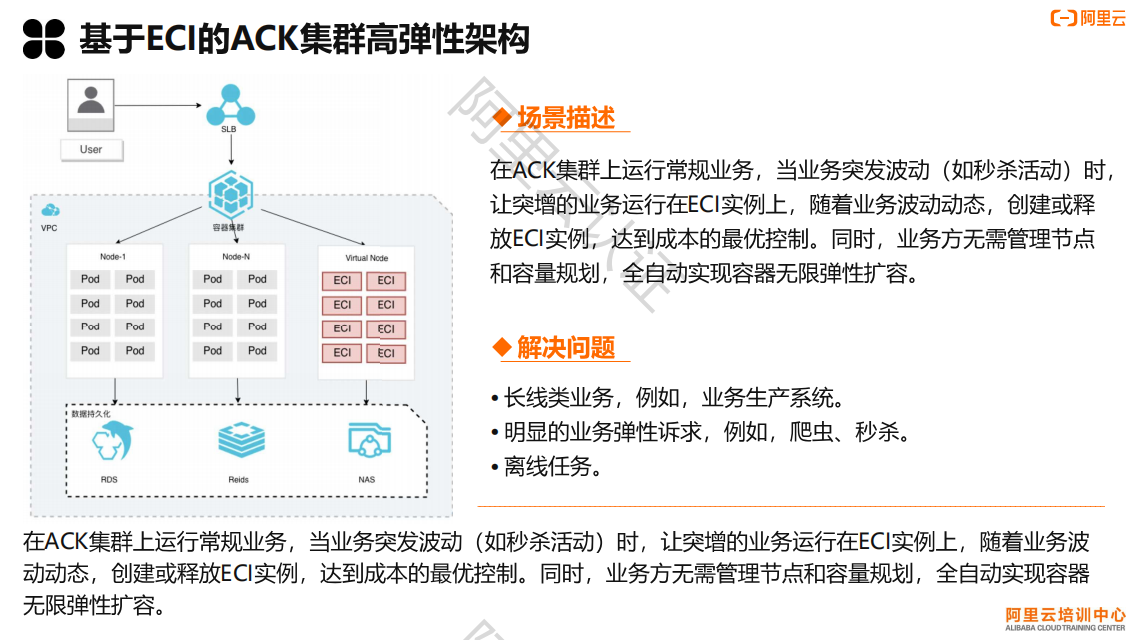 基于ECI的ACK集群高弹性架构
阿里云
User
SLB
VPC
容器集群
Node-1
Node-N
Virtual Node
Pod Pod Pod Pod ECI ECI
Pod Pod Pod Pod ECI ECI
Pod Pod Pod Pod ECI ECI
Pod Pod Pod Pod ECI ECI
数据持久化
RDS
Reids
NAS
阿里云认证
场景描述
在ACK集群上运行常规业务，当业务突发波动（如秒杀活动）时，
让突增的业务运行在ECI实例上，随着业务波动动态，创建或释
放ECI实例，达到成本的最优控制。同时，业务方无需管理节点
和容量规划，全自动实现容器无限弹性扩容。
解决问题
• 长线类业务，例如，业务生产系统。
• 明显的业务弹性诉求，例如，爬虫、秒杀。
• 离线任务。
在ACK集群上运行常规业务，当业务突发波动（如秒杀活动）时，让突增的业务运行在ECI实例上，随着业务波
动动态，创建或释放ECI实例，达到成本的最优控制。同时，业务方无需管理节点和容量规划，全自动实现容器
无限弹性扩容。
阿里云培训中心
ALIBABA CLOUD TRAINING CENTER